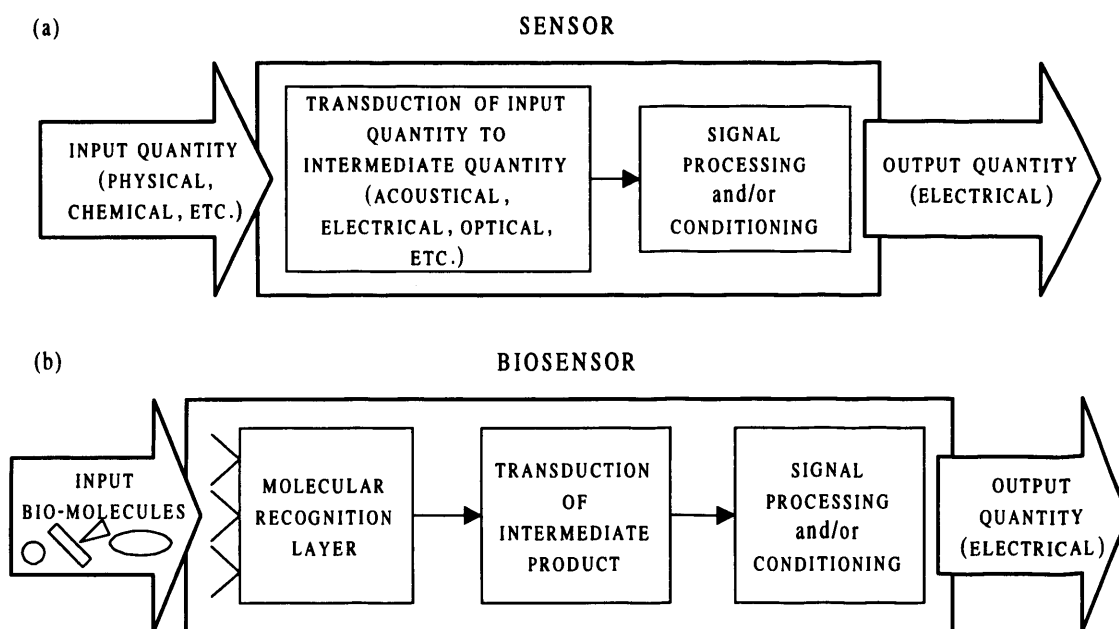 (a)
SENSOR
INPUT QUANTITY
(PHYSICAL,
CHEMICAL, ETC.)
TRANSDUCTION OF INPUT
QUANTITY TO
INTERMEDIATE QUANTITY
(ACOUSTICAL,
ELECTRICAL, OPTICAL,
ETC.)
SIGNAL
PROCESSING
and/or
CONDITIONING
OUTPUT QUANTITY
(ELECTRICAL)
(b)
BIOSENSOR
INPUT
BIO-MOLECULES
MOLECULAR
RECOGNITION
LAYER
TRANSDUCTION
OF
INTERMEDIATE
PRODUCT
SIGNAL
PROCESSING
and/or
CONDITIONING
OUTPUT
QUANTITY
(ELECTRICAL)